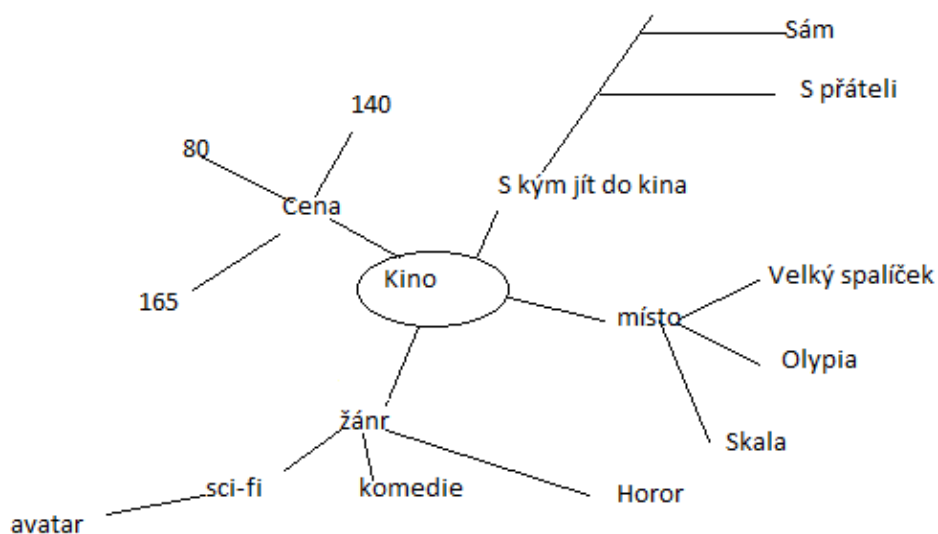 Sám
S přáteli
140
80
S kým jít do kina
Cena
Velký spalíček
Kino
165
místo
Olypia
žánr
Skala
sci-fi
komedie
Horor
avatar